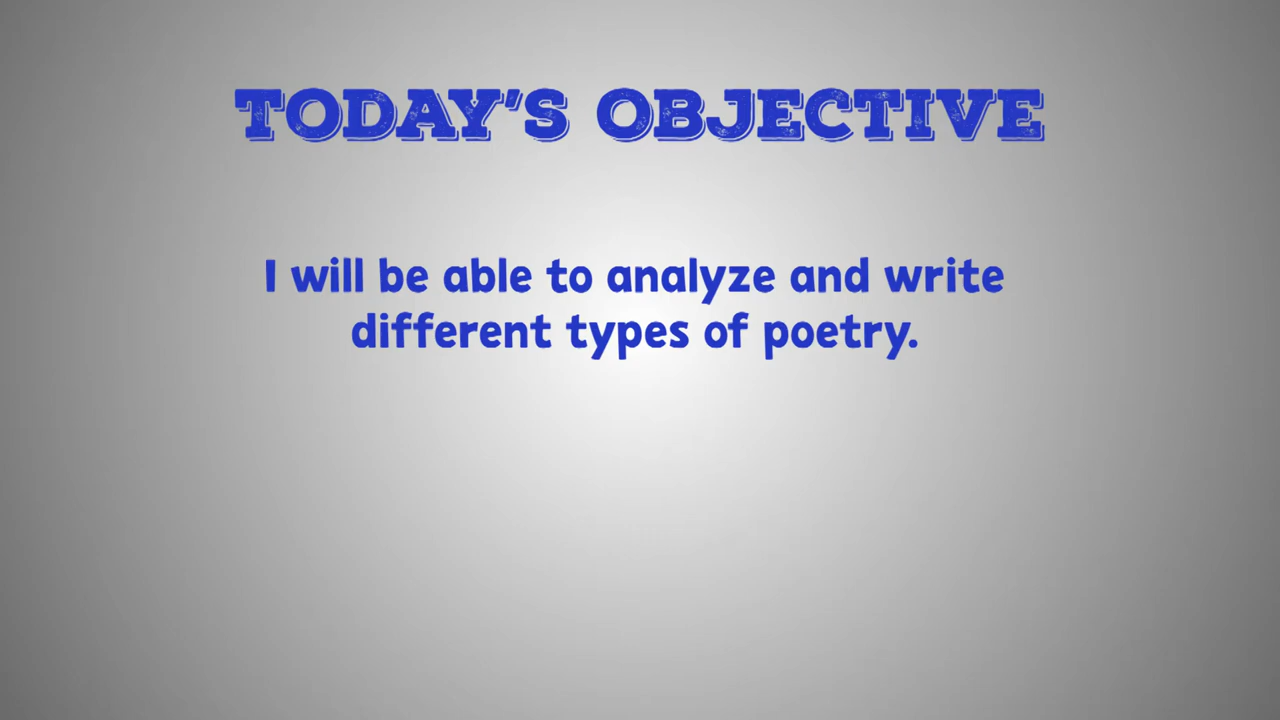 TODAY'S OBJECTIVE
I will be able to analyze and write
different types of poetry.